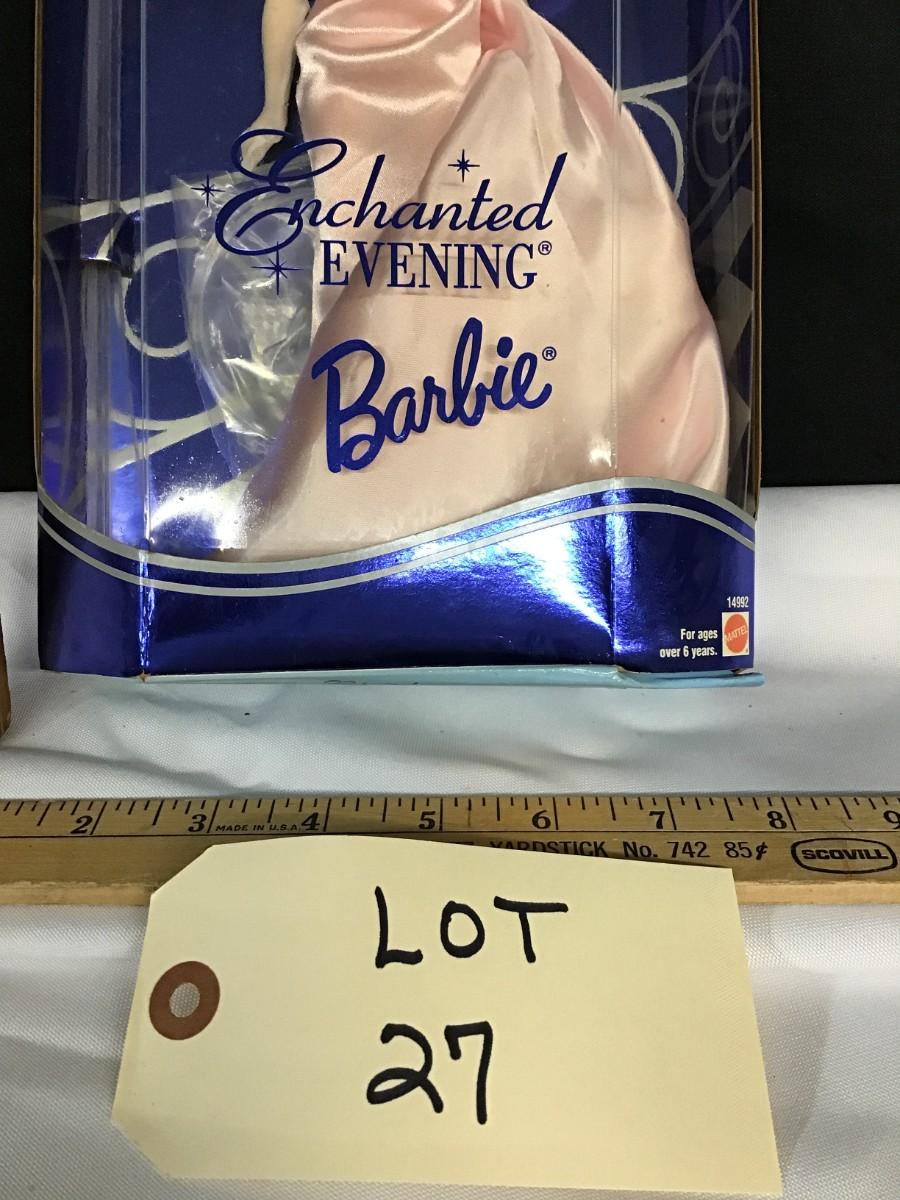 Enchanted
EVENING®
Barbie®
14992
For ages
over 6 years.
MATTEL
2 3 4 5 6 7 8 9
MADE IN U.S.A.
YARDSTICK No. 742 85¢
SCOVILL
LOT
27